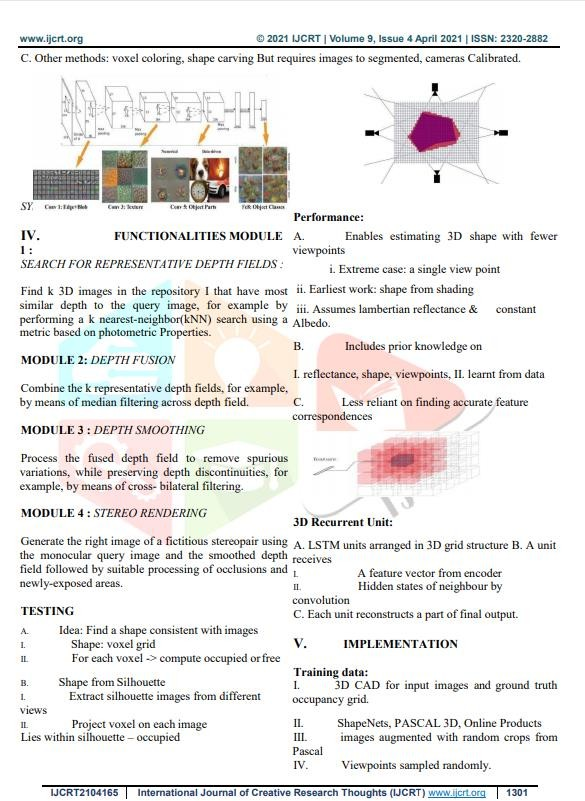 www.ijcrt.org © 2021 IJCRT | Volume 9, Issue 4 April 2021 | ISSN: 2320-2882
C. Other methods: voxel coloring, shape carving But requires images to segmented, cameras Calibrated.
Max pooling
Max pooling
Max pooling
Numerical
Data-driven
SY.
Conv 1: Edge+Blob
Conv 3: Texture
Conv 5: Object Parts
Fc8: Object Classes
IV. FUNCTIONALITIES MODULE
1 :
SEARCH FOR REPRESENTATIVE DEPTH FIELDS :
Find k 3D images in the repository I that have most
similar depth to the query image, for example by
performing a k nearest-neighbor(kNN) search using a
metric based on photometric Properties.
MODULE 2: DEPTH FUSION
Combine the k representative depth fields, for example,
by means of median filtering across depth field.
MODULE 3 : DEPTH SMOOTHING
Process the fused depth field to remove spurious
variations, while preserving depth discontinuities, for
example, by means of cross- bilateral filtering.
MODULE 4 : STEREO RENDERING
Generate the right image of a fictitious stereopair using
the monocular query image and the smoothed depth
field followed by suitable processing of occlusions and
newly-exposed areas.
TESTING
A. Idea: Find a shape consistent with images
I. Shape: voxel grid
II. For each voxel -> compute occupied or free
B. Shape from Silhouette
I. Extract silhouette images from different
views
II. Project voxel on each image
Lies within silhouette – occupied
Performance:
A. Enables estimating 3D shape with fewer
viewpoints
i. Extreme case: a single view point
ii. Earliest work: shape from shading
iii. Assumes lambertian reflectance & constant
Albedo.
B. Includes prior knowledge on
I. reflectance, shape, viewpoints, II. learnt from data
C. Less reliant on finding accurate feature
correspondences
3D Recurrent Unit:
A. LSTM units arranged in 3D grid structure B. A unit
receives
I. A feature vector from encoder
II. Hidden states of neighbour by
convolution
C. Each unit reconstructs a part of final output.
V. IMPLEMENTATION
Training data:
I. 3D CAD for input images and ground truth
occupancy grid.
II. ShapeNets, PASCAL 3D, Online Products
III. images augmented with random crops from
Pascal
IV. Viewpoints sampled randomly.
IJCRT2104165 International Journal of Creative Research Thoughts (IJCRT) www.ijcrt.org 1301